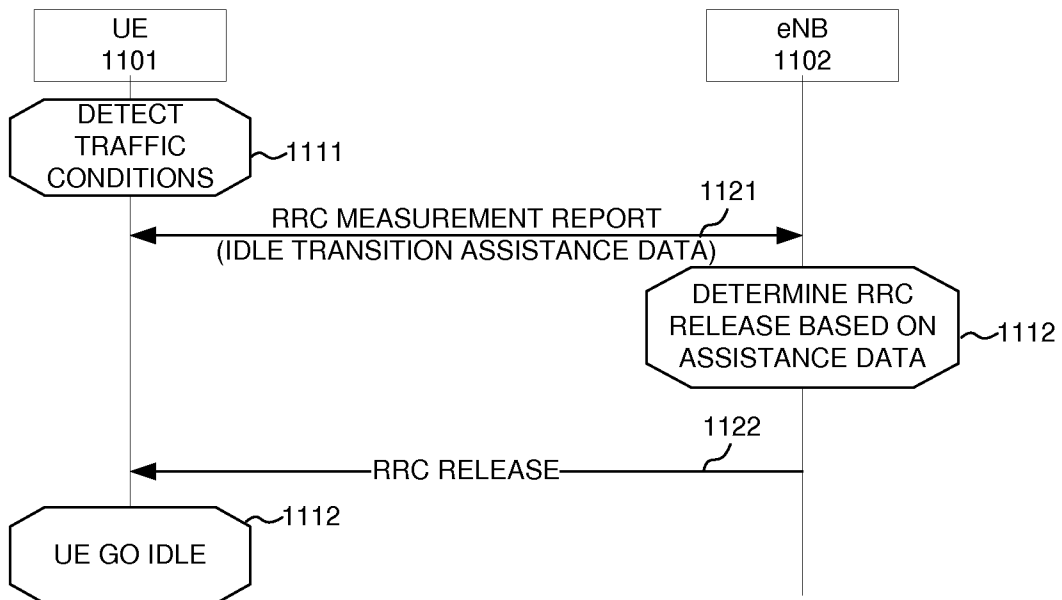 UE
1101
eNB
1102
DETECT
TRAFFIC
CONDITIONS
1111
1121
RRC MEASUREMENT REPORT
(IDLE TRANSITION ASSISTANCE DATA)
DETERMINE RRC
RELEASE BASED ON
ASSISTANCE DATA
1112
1122
RRC RELEASE
1112
UE GO IDLE